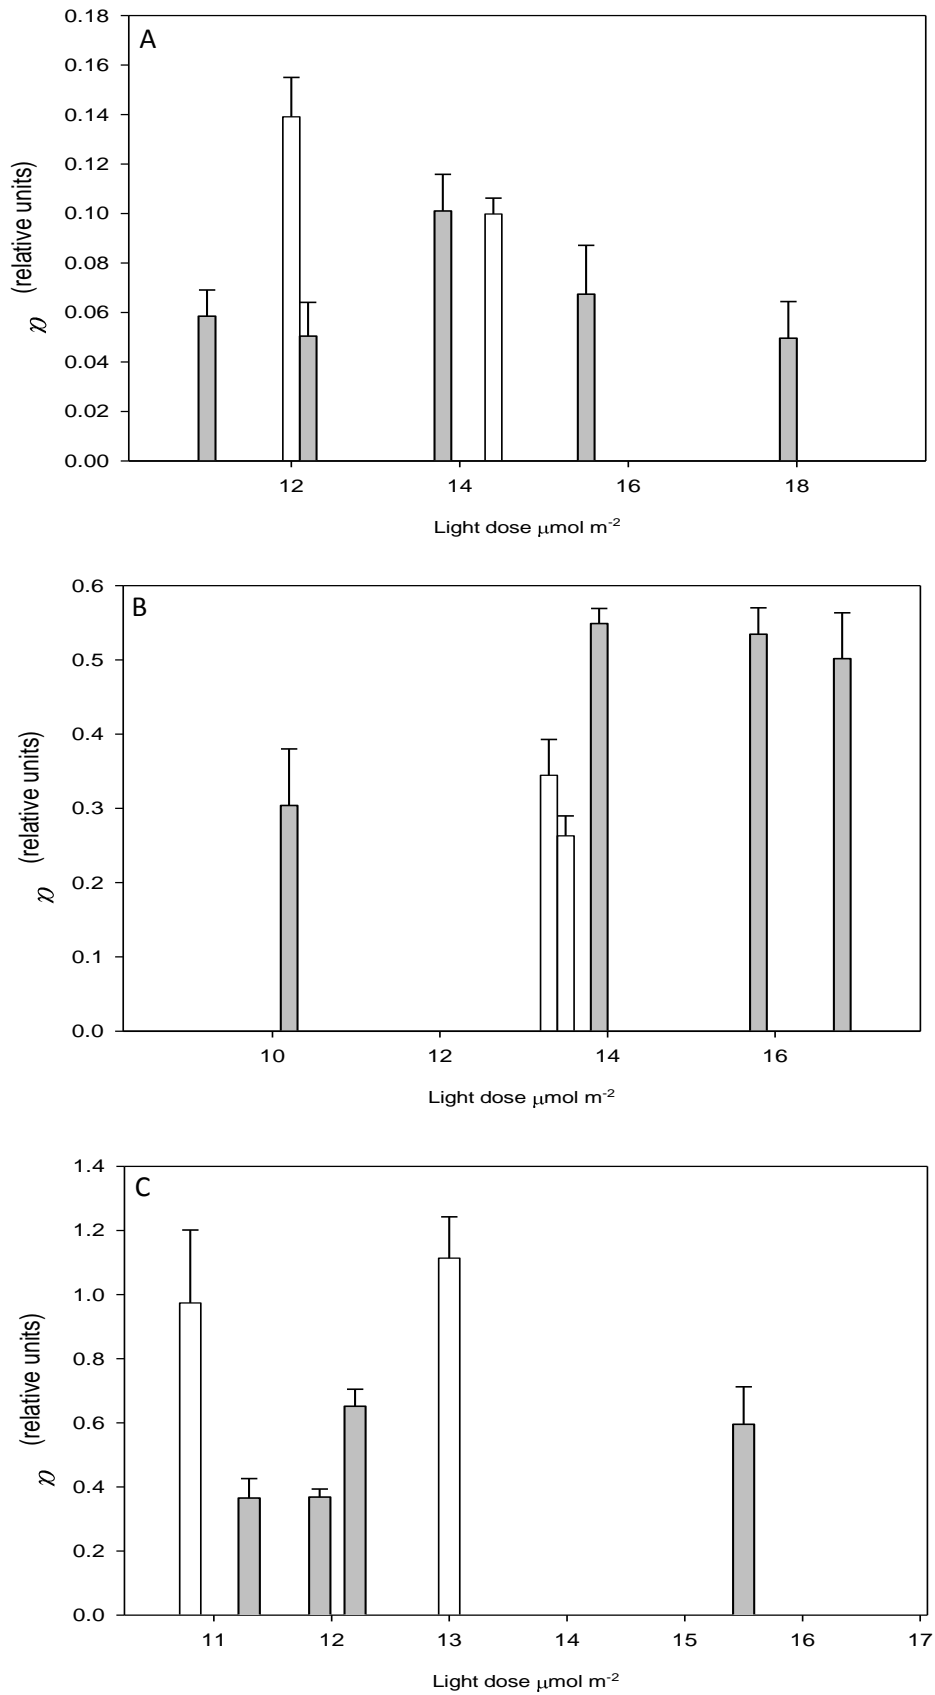 A
0.18
0.16
0.14
0.12
0.10
0.08
0.06
0.04
0.02
0.00
α (relative units)
12 14 16 18
Light dose μmol m-2
B
0.6
0.5
0.4
0.3
0.2
0.1
0.0
α (relative units)
10 12 14 16
Light dose μmol m-2
C
1.4
1.2
1.0
0.8
0.6
0.4
0.2
0.0
α (relative units)
11 12 13 14 15 16 17
Light dose μmol m-2